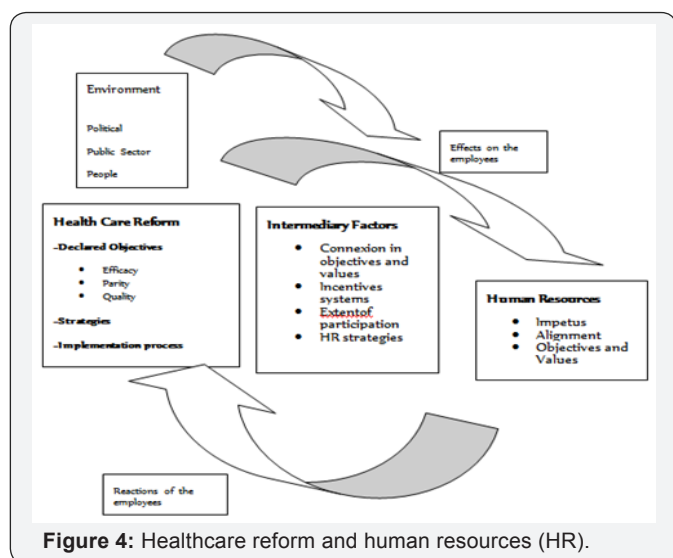 Environment
Political
Public Sector
People
Effects on the
employees
Health Care Reform
-Declared Objectives
• Efficacy
• Parity
• Quality
-Strategies
-Implementation process
Intermediary Factors
• Connexion in
objectives and
values
• Incentives
systems
• Extentof
participation
• HR strategies
Human Resources
• Impetus
• Alignment
• Objectives and
Values
Reactions of the
employees
Figure 4: Healthcare reform and human resources (HR).